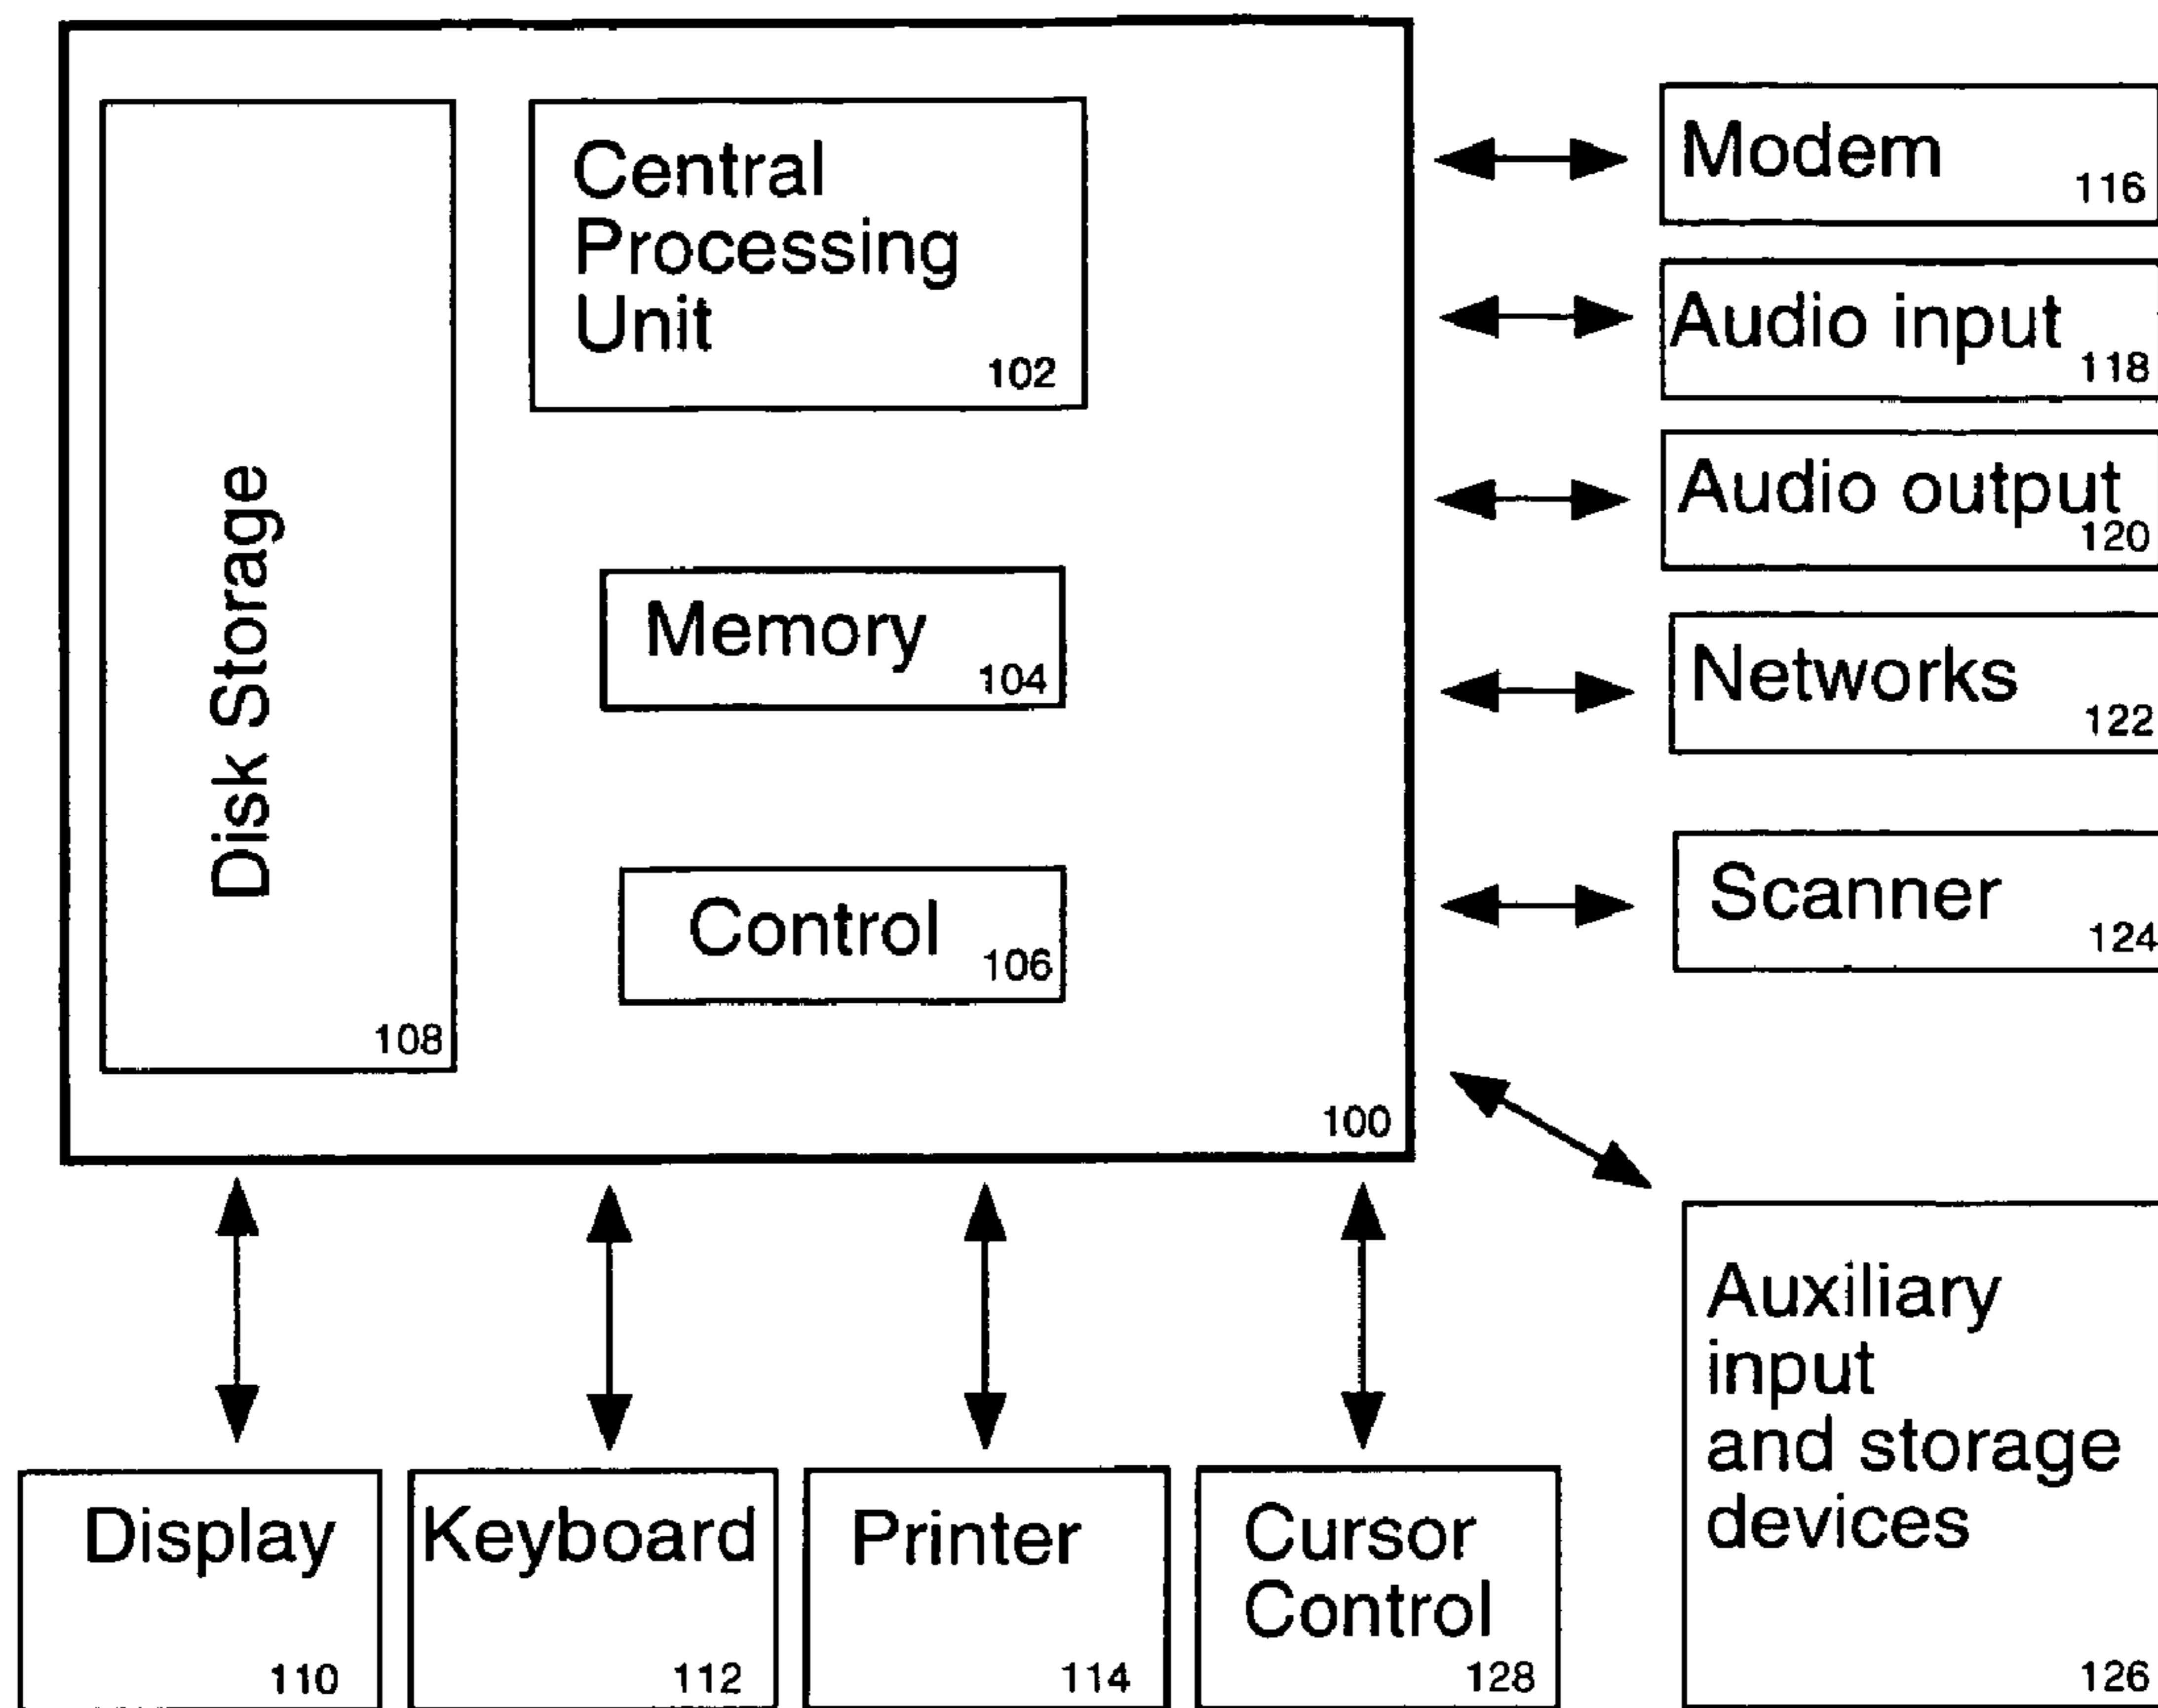 Disk Storage
108
Central
Processing
Unit
102
Memory
104
Control
106
100
Modem
116
Audio input
118
Audio output
120
Networks
122
Scanner
124
Auxiliary
input
and storage
devices
126
Display
110
Keyboard
112
Printer
114
Cursor
Control
128